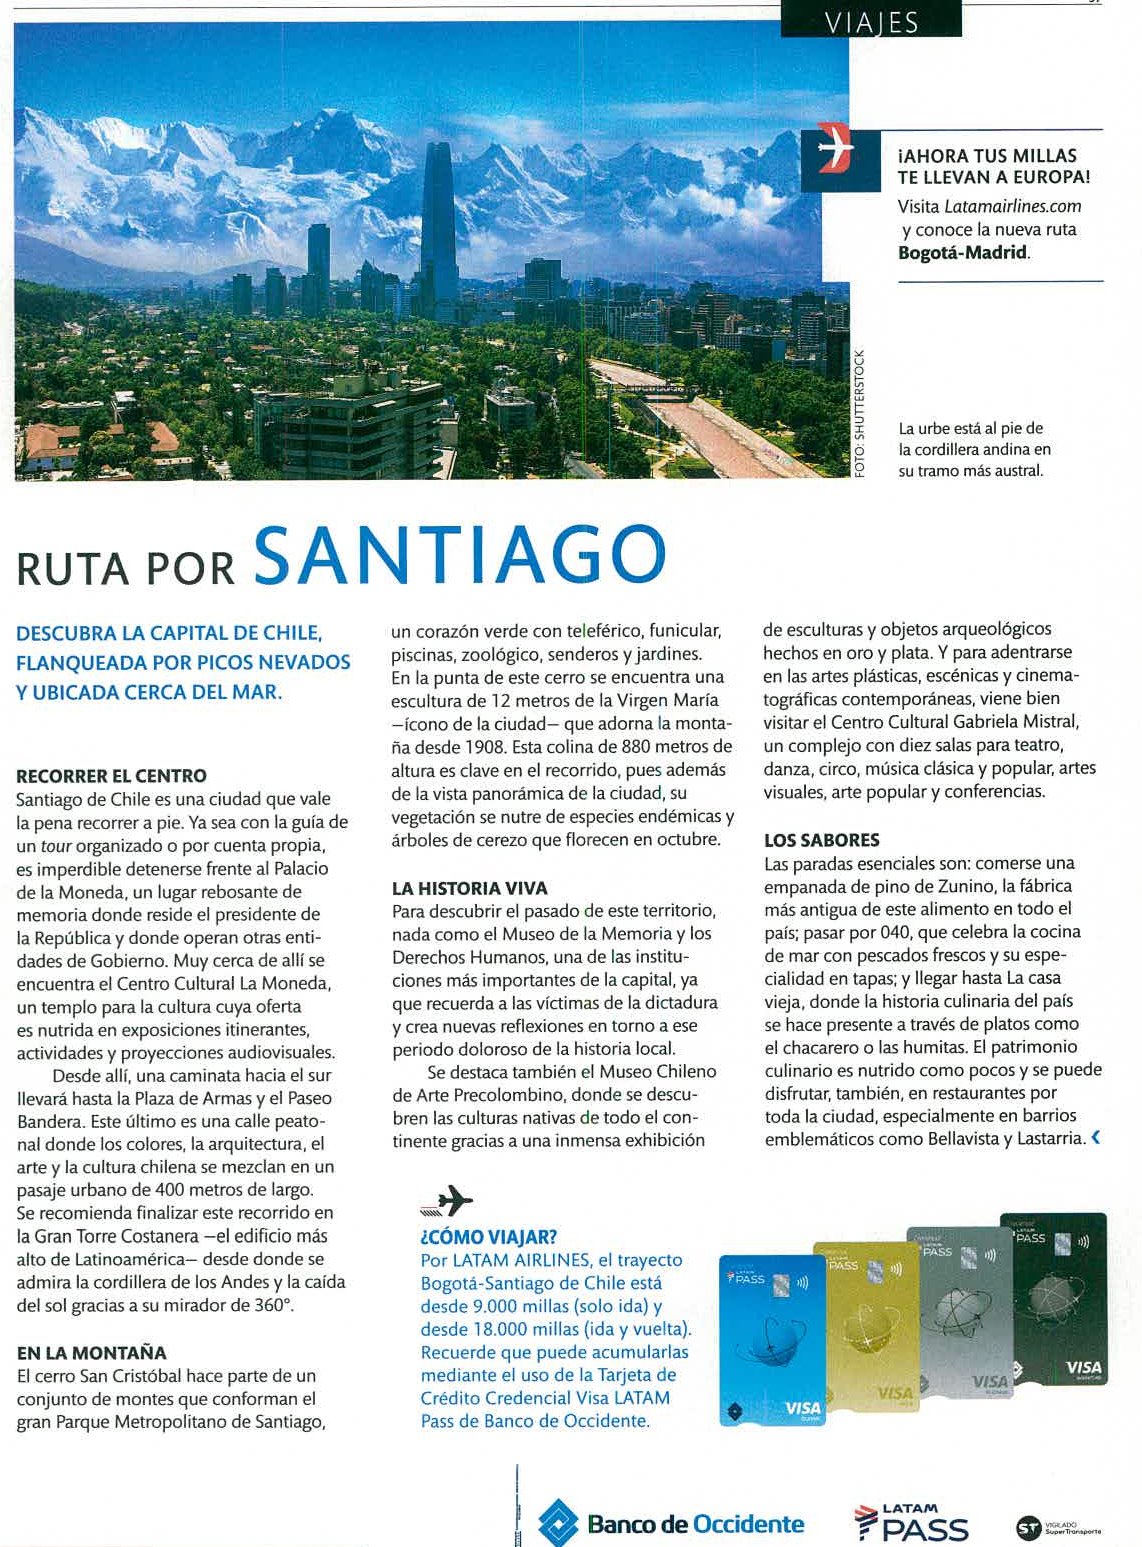 VIAJES
¡AHORA TUS MILLAS
TE LLEVAN A EUROPA!
Visita Latamairlines.com
y conoce la nueva ruta
Bogotá-Madrid.
FOTO: SHUTTERSTOCK
La urbe está al pie de
la cordillera andina en
su tramo más austral.
RUTA POR SANTIAGO
DESCUBRA LA CAPITAL DE CHILE,
FLANQUEADA POR PICOS NEVADOS
Y UBICADA CERCA DEL MAR.
RECORRER EL CENTRO
Santiago de Chile es una ciudad que vale
la pena recorrer a pie. Ya sea con la guía de
un tour organizado o por cuenta propia,
es imperdible detenerse frente al Palacio
de la Moneda, un lugar rebosante de
memoria donde reside el presidente de
la República y donde operan otras enti-
dades de Gobierno. Muy cerca de allí se
encuentra el Centro Cultural La Moneda,
un templo para la cultura cuya oferta
es nutrida en exposiciones itinerantes,
actividades y proyecciones audiovisuales.
Desde allí, una caminata hacia el sur
llevará hasta la Plaza de Armas y el Paseo
Bandera. Este último es una calle peato-
nal donde los colores, la arquitectura, el
arte y la cultura chilena se mezclan en un
pasaje urbano de 400 metros de largo.
Se recomienda finalizar este recorrido en
la Gran Torre Costanera —el edificio más
alto de Latinoamérica— desde donde se
admira la cordillera de los Andes y la caída
del sol gracias a su mirador de 360°.
EN LA MONTAÑA
El cerro San Cristóbal hace parte de un
conjunto de montes que conforman el
gran Parque Metropolitano de Santiago,
un corazón verde con teleférico, funicular,
piscinas, zoológico, senderos y jardines.
En la punta de este cerro se encuentra una
escultura de 12 metros de la Virgen María
—ícono de la ciudad— que adorna la monta-
ña desde 1908. Esta colina de 880 metros de
altura es clave en el recorrido, pues además
de la vista panorámica de la ciudad, su
vegetación se nutre de especies endémicas y
árboles de cerezo que florecen en octubre.
LA HISTORIA VIVA
Para descubrir el pasado de este territorio,
nada como el Museo de la Memoria y los
Derechos Humanos, una de las institu-
ciones más importantes de la capital, ya
que recuerda a las víctimas de la dictadura
y crea nuevas reflexiones en torno a ese
periodo doloroso de la historia local.
Se destaca también el Museo Chileno
de Arte Precolombino, donde se descu-
bren las culturas nativas de todo el con-
tinente gracias a una inmensa exhibición
de esculturas y objetos arqueológicos
hechos en oro y plata. Y para adentrarse
en las artes plásticas, escénicas y cinema-
tográficas contemporáneas, viene bien
visitar el Centro Cultural Gabriela Mistral,
un complejo con diez salas para teatro,
danza, circo, música clásica y popular, artes
visuales, arte popular y conferencias.
LOS SABORES
Las paradas esenciales son: comerse una
empanada de pino de Zunino, la fábrica
más antigua de este alimento en todo el
país; pasar por 040, que celebra la cocina
de mar con pescados frescos y su espe-
cialidad en tapas; y llegar hasta La casa
vieja, donde la historia culinaria del país
se hace presente a través de platos como
el chacarero o las humitas. El patrimonio
culinario es nutrido como pocos y se puede
disfrutar, también, en restaurantes por
toda la ciudad, especialmente en barrios
emblemáticos como Bellavista y Lastarria.
¿CÓMO VIAJAR?
Por LATAM AIRLINES, el trayecto
Bogotá-Santiago de Chile está
desde 9.000 millas (solo ida) y
desde 18.000 millas (ida y vuelta).
Recuerde que puede acumularlas
mediante el uso de la Tarjeta de
Crédito Credencial Visa LATAM
Pass de Banco de Occidente.
LATAM
PASS
VISA
LATAM
PASS
VISA
LATAM
PASS
VISA
LATAM
PASS
VISA
Banco de Occidente
LATAM
PASS
ST
VIGILADO
SuperTransporte